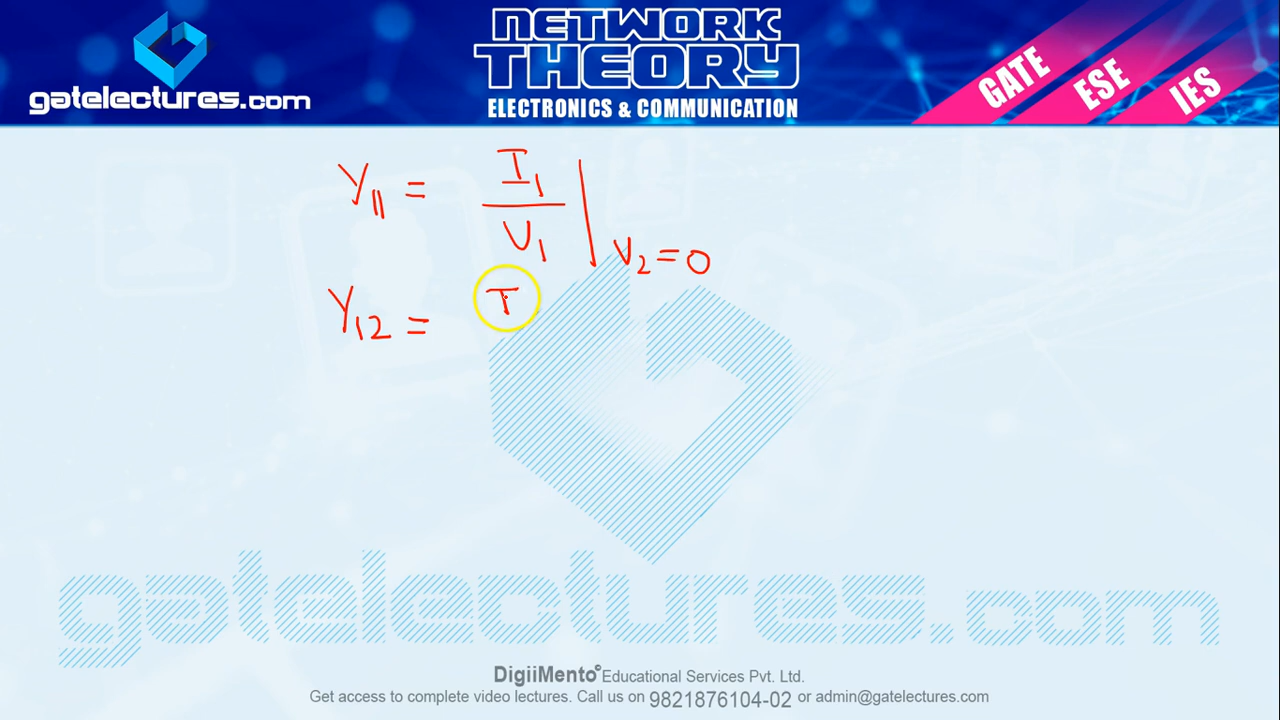 gatelectures.com
NETWORK
THEORY
ELECTRONICS & COMMUNICATION
GATE
ESE
IES
Y11 = I1 / V1 | V2 = 0
Y12 = I
gatelectures.com
DigiiMento© Educational Services Pvt. Ltd.
Get access to complete video lectures. Call us on 9821876104-02 or admin@gatelectures.com